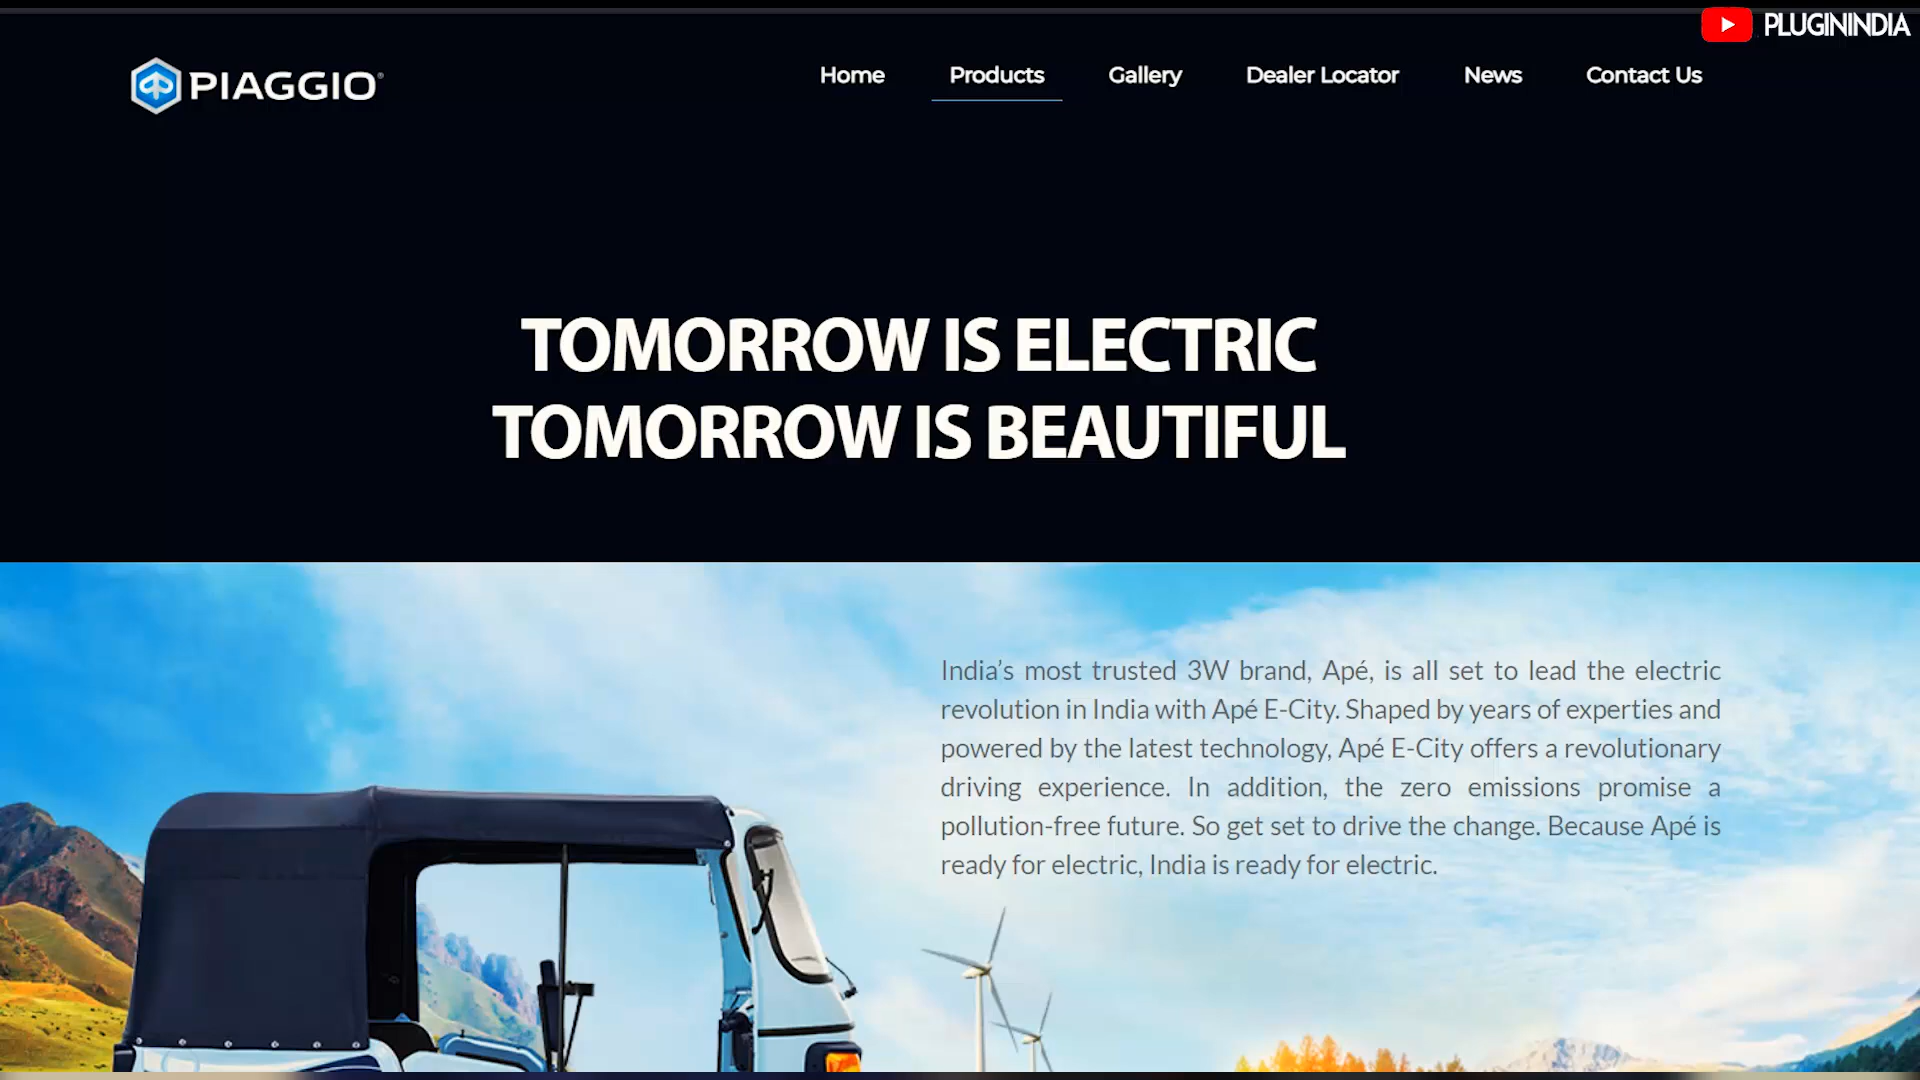 PLUGININDIA
PIAGGIO
Home Products Gallery Dealer Locator News Contact Us
TOMORROW IS ELECTRIC
TOMORROW IS BEAUTIFUL
India’s most trusted 3W brand, Apé, is all set to lead the electric
revolution in India with Apé E-City. Shaped by years of experties and
powered by the latest technology, Apé E-City offers a revolutionary
driving experience. In addition, the zero emissions promise a
pollution-free future. So get set to drive the change. Because Apé is
ready for electric, India is ready for electric.